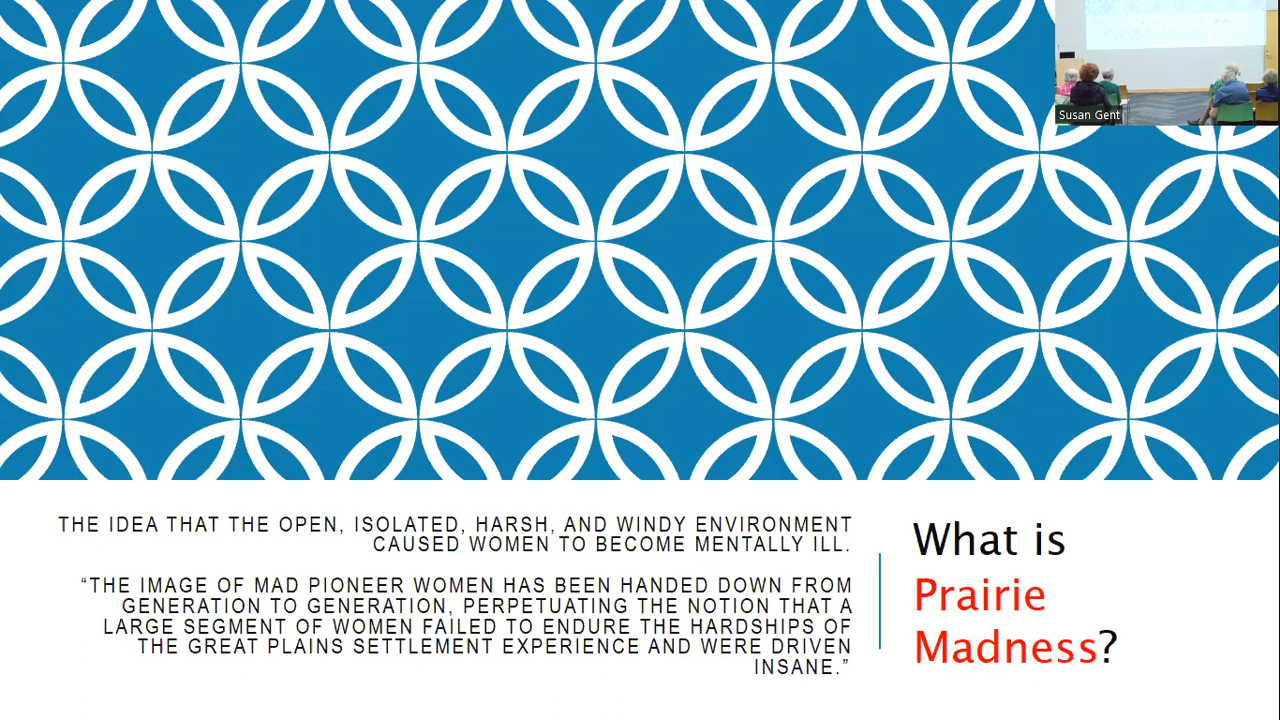 Susan Gent
THE IDEA THAT THE OPEN, ISOLATED, HARSH, AND WINDY ENVIRONMENT
CAUSED WOMEN TO BECOME MENTALLY ILL.
“THE IMAGE OF MAD PIONEER WOMEN HAS BEEN HANDED DOWN FROM
GENERATION TO GENERATION, PERPETUATING THE NOTION THAT A
LARGE SEGMENT OF WOMEN FAILED TO ENDURE THE HARDSHIPS OF
THE GREAT PLAINS SETTLEMENT EXPERIENCE AND WERE DRIVEN
INSANE.”
What is
Prairie
Madness?